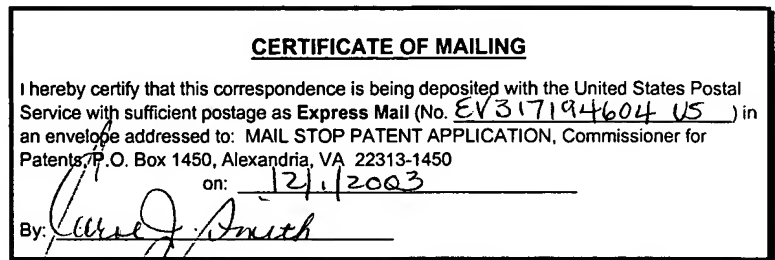 CERTIFICATE OF MAILING
I hereby certify that this correspondence is being deposited with the United States Postal
Service with sufficient postage as Express Mail (No. EV317194604 US ) in
an envelope addressed to: MAIL STOP PATENT APPLICATION, Commissioner for
Patents, P.O. Box 1450, Alexandria, VA 22313-1450
on: 12/1/2003
By: Carol J. Smith